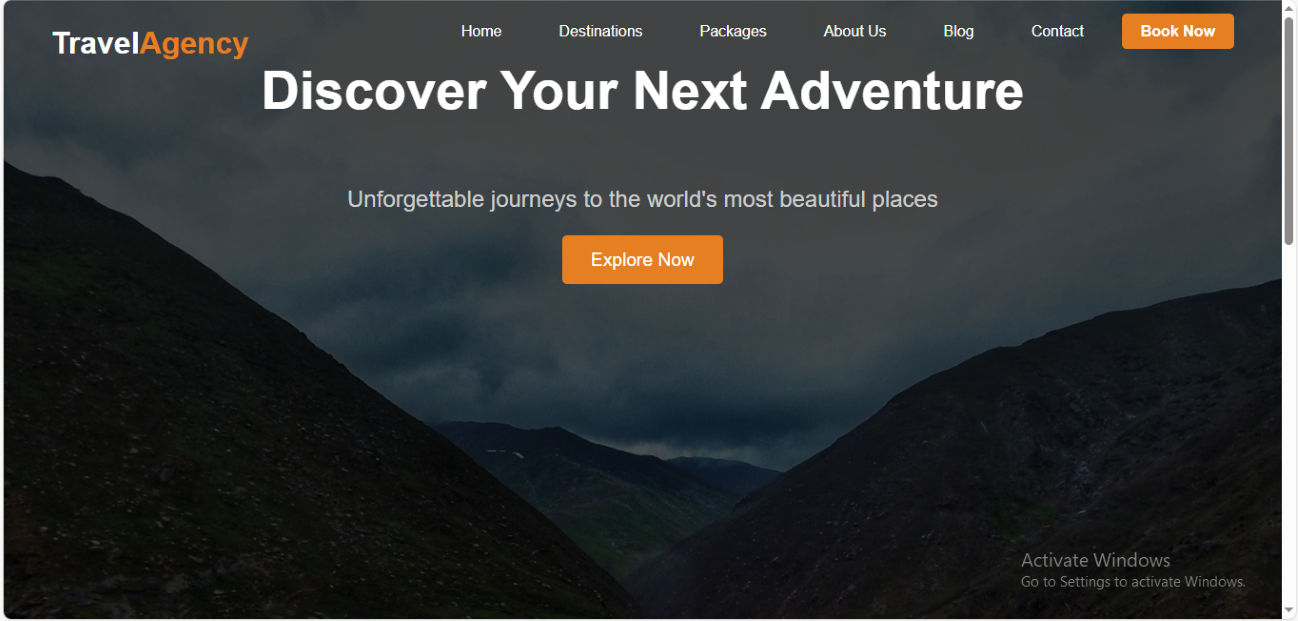 TravelAgency
Home Destinations Packages About Us Blog Contact Book Now
Discover Your Next Adventure
Unforgettable journeys to the world's most beautiful places
Explore Now
Activate Windows
Go to Settings to activate Windows.